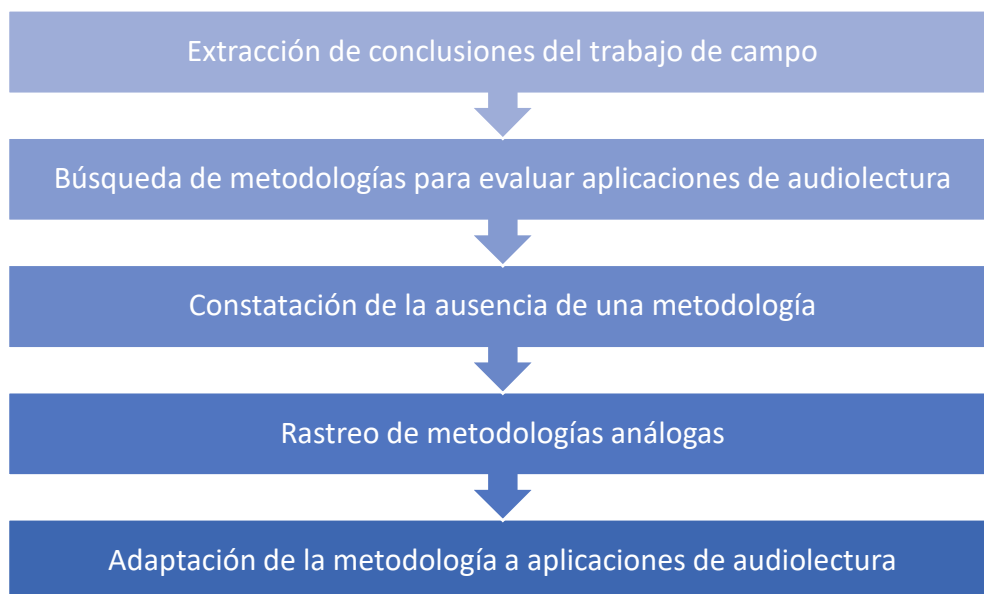 Extracción de conclusiones del trabajo de campo
Búsqueda de metodologías para evaluar aplicaciones de audiolectura
Constatación de la ausencia de una metodología
Rastreo de metodologías análogas
Adaptación de la metodología a aplicaciones de audiolectura